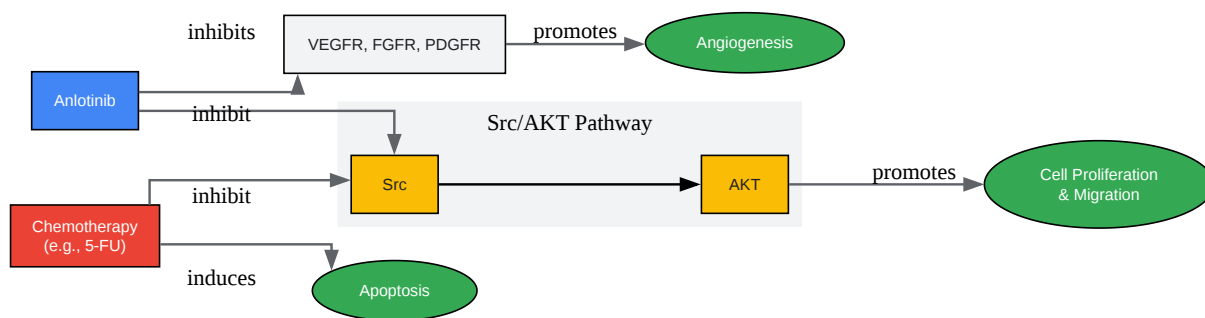 inhibits
VEGFR, FGFR, PDGFR
promotes
Angiogenesis
Anlotinib
inhibit
Src/AKT Pathway
Src
AKT
promotes
Cell Proliferation
& Migration
inhibit
Chemotherapy
(e.g., 5-FU)
induces
Apoptosis